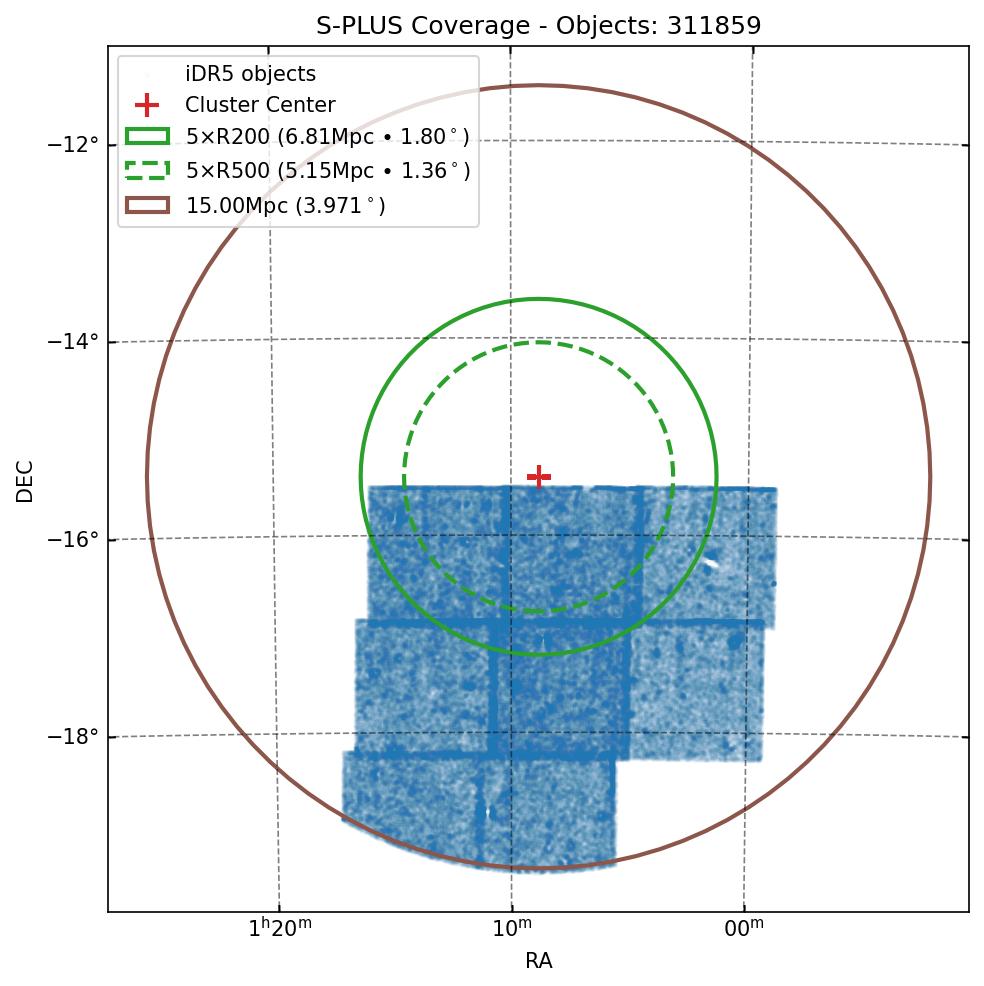 S-PLUS Coverage - Objects: 311859
iDR5 objects
Cluster Center
5×R200 (6.81Mpc • 1.80°)
5×R500 (5.15Mpc • 1.36°)
15.00Mpc (3.971°)
−12°
−14°
−16°
−18°
DEC
1ʰ20ᵐ 10ᵐ 00ᵐ
RA